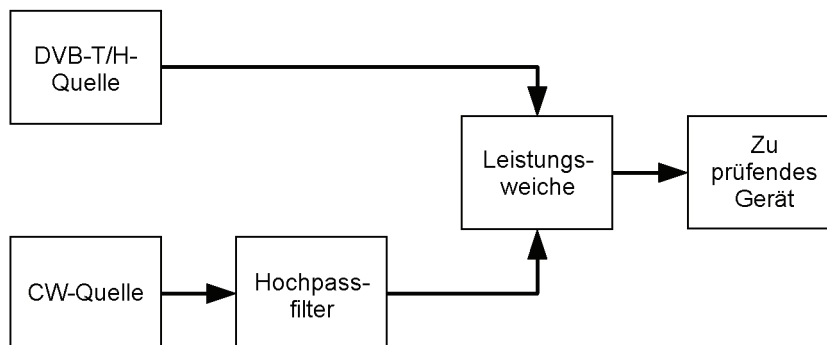 DVB-T/H-
Quelle
Leistungs-
weiche
Zu
prüfendes
Gerät
CW-Quelle
Hochpass-
filter